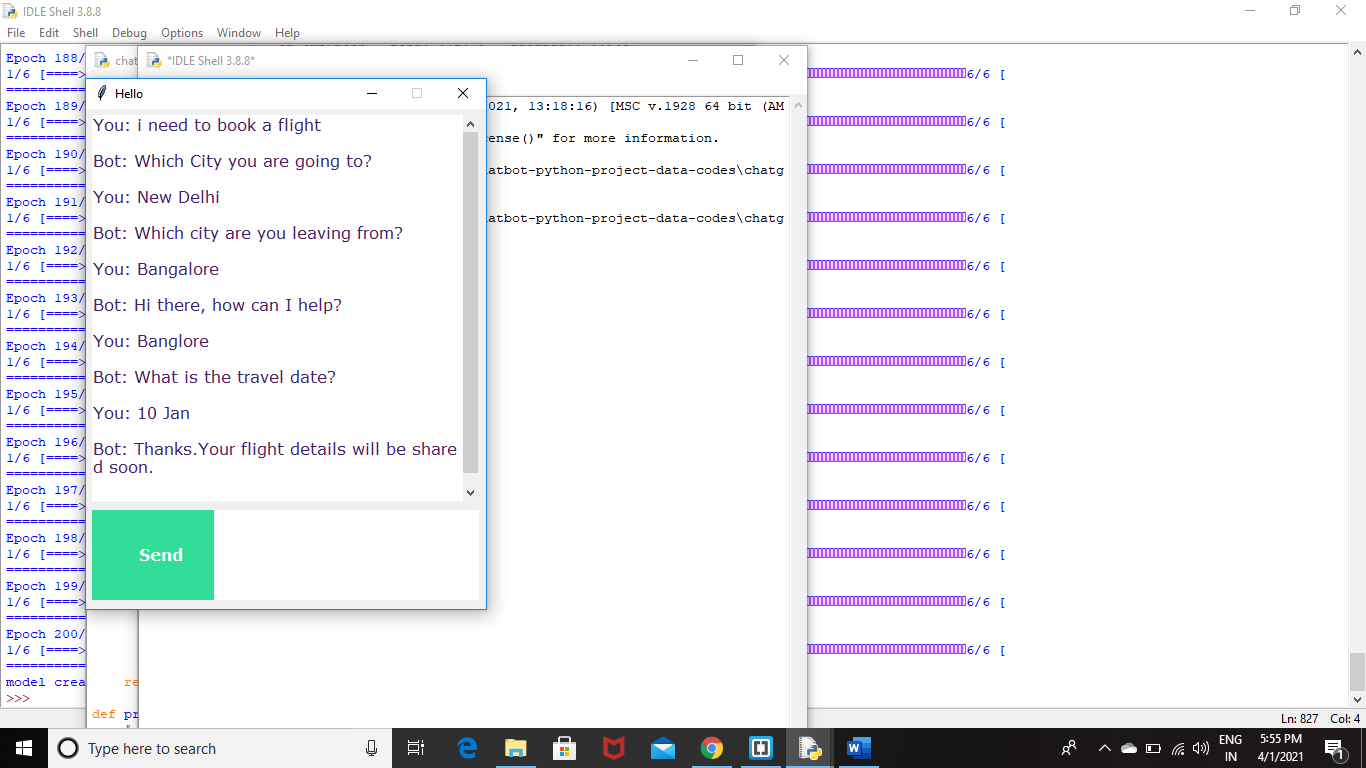 IDLE Shell 3.8.8
File Edit Shell Debug Options Window Help
Epoch 188/
1/6 [====>
==========
Epoch 189/
1/6 [====>
==========
Epoch 190/
1/6 [====>
==========
Epoch 191/
1/6 [====>
==========
Epoch 192/
1/6 [====>
==========
Epoch 193/
1/6 [====>
==========
Epoch 194/
1/6 [====>
==========
Epoch 195/
1/6 [====>
==========
Epoch 196/
1/6 [====>
==========
Epoch 197/
1/6 [====>
==========
Epoch 198/
1/6 [====>
==========
Epoch 199/
1/6 [====>
==========
Epoch 200/
1/6 [====>
==========
model crea
>>>
6/6 [
6/6 [
6/6 [
6/6 [
6/6 [
6/6 [
6/6 [
6/6 [
6/6 [
6/6 [
6/6 [
6/6 [
6/6 [
chat
re
def pr
*IDLE Shell 3.8.8*
021, 13:18:16) [MSC v.1928 64 bit (AM
ense()" for more information.
atbot-python-project-data-codes\chatg
atbot-python-project-data-codes\chatg
Hello
You: i need to book a flight
Bot: Which City you are going to?
You: New Delhi
Bot: Which city are you leaving from?
You: Bangalore
Bot: Hi there, how can I help?
You: Banglore
Bot: What is the travel date?
You: 10 Jan
Bot: Thanks.Your flight details will be share
d soon.
Send
Ln: 827 Col: 4
Type here to search
ENG
IN
5:55 PM
4/1/2021
1